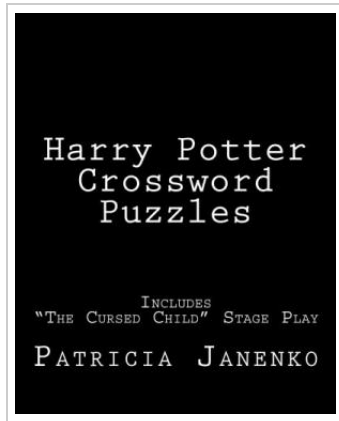 Harry Potter
Crossword
Puzzles
Includes
"The Cursed Child" Stage Play
Patricia Janenko